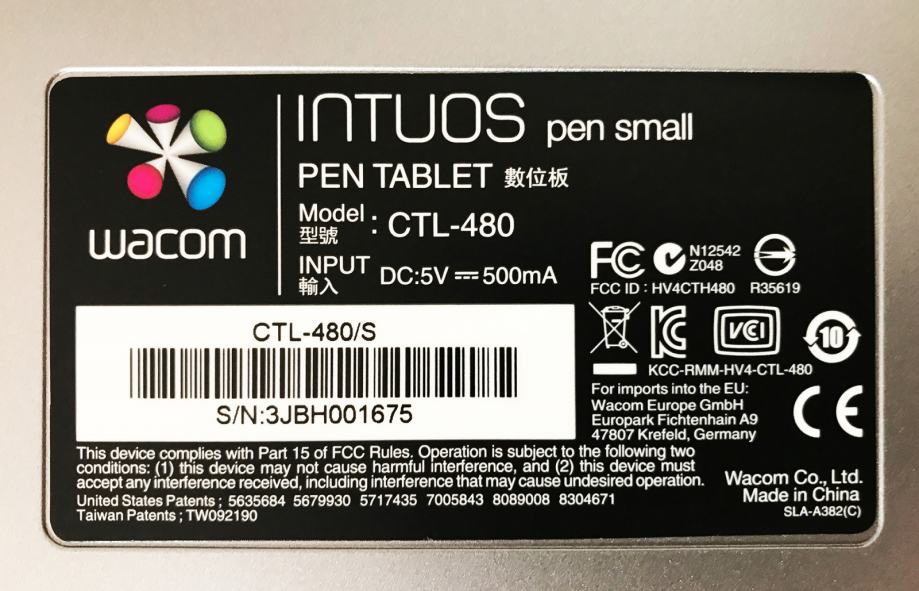 wacom
INTUOS pen small
PEN TABLET 數位板
Model
型號 : CTL-480
INPUT
輸入 DC:5V 500mA
FC N12542
Z048
FCC ID : HV4CTH480 R35619
VCI 10
KCC-RMM-HV4-CTL-480
CTL-480/S
S/N:3JBH001675
For imports into the EU:
Wacom Europe GmbH
Europark Fichtenhain A9
47807 Krefeld, Germany
CE
This device complies with Part 15 of FCC Rules. Operation is subject to the following two
conditions: (1) this device may not cause harmful interference, and (2) this device must
accept any interference received, including interference that may cause undesired operation.
United States Patents ; 5635684 5679930 5717435 7005843 8089008 8304671
Taiwan Patents ; TW092190
Wacom Co., Ltd.
Made in China
SLA-A382(C)